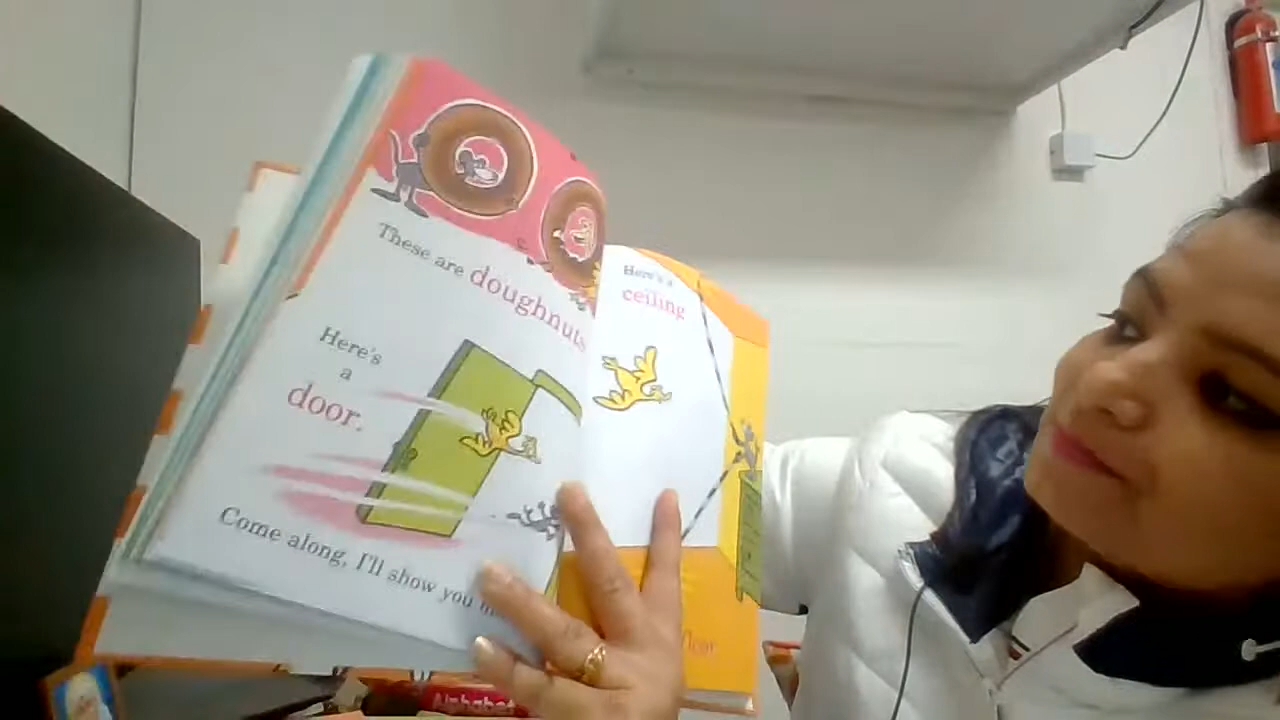 These are doughnuts
Here's
a
door.
Come along, I'll show you
Here's a
ceiling
floor
Alphabet